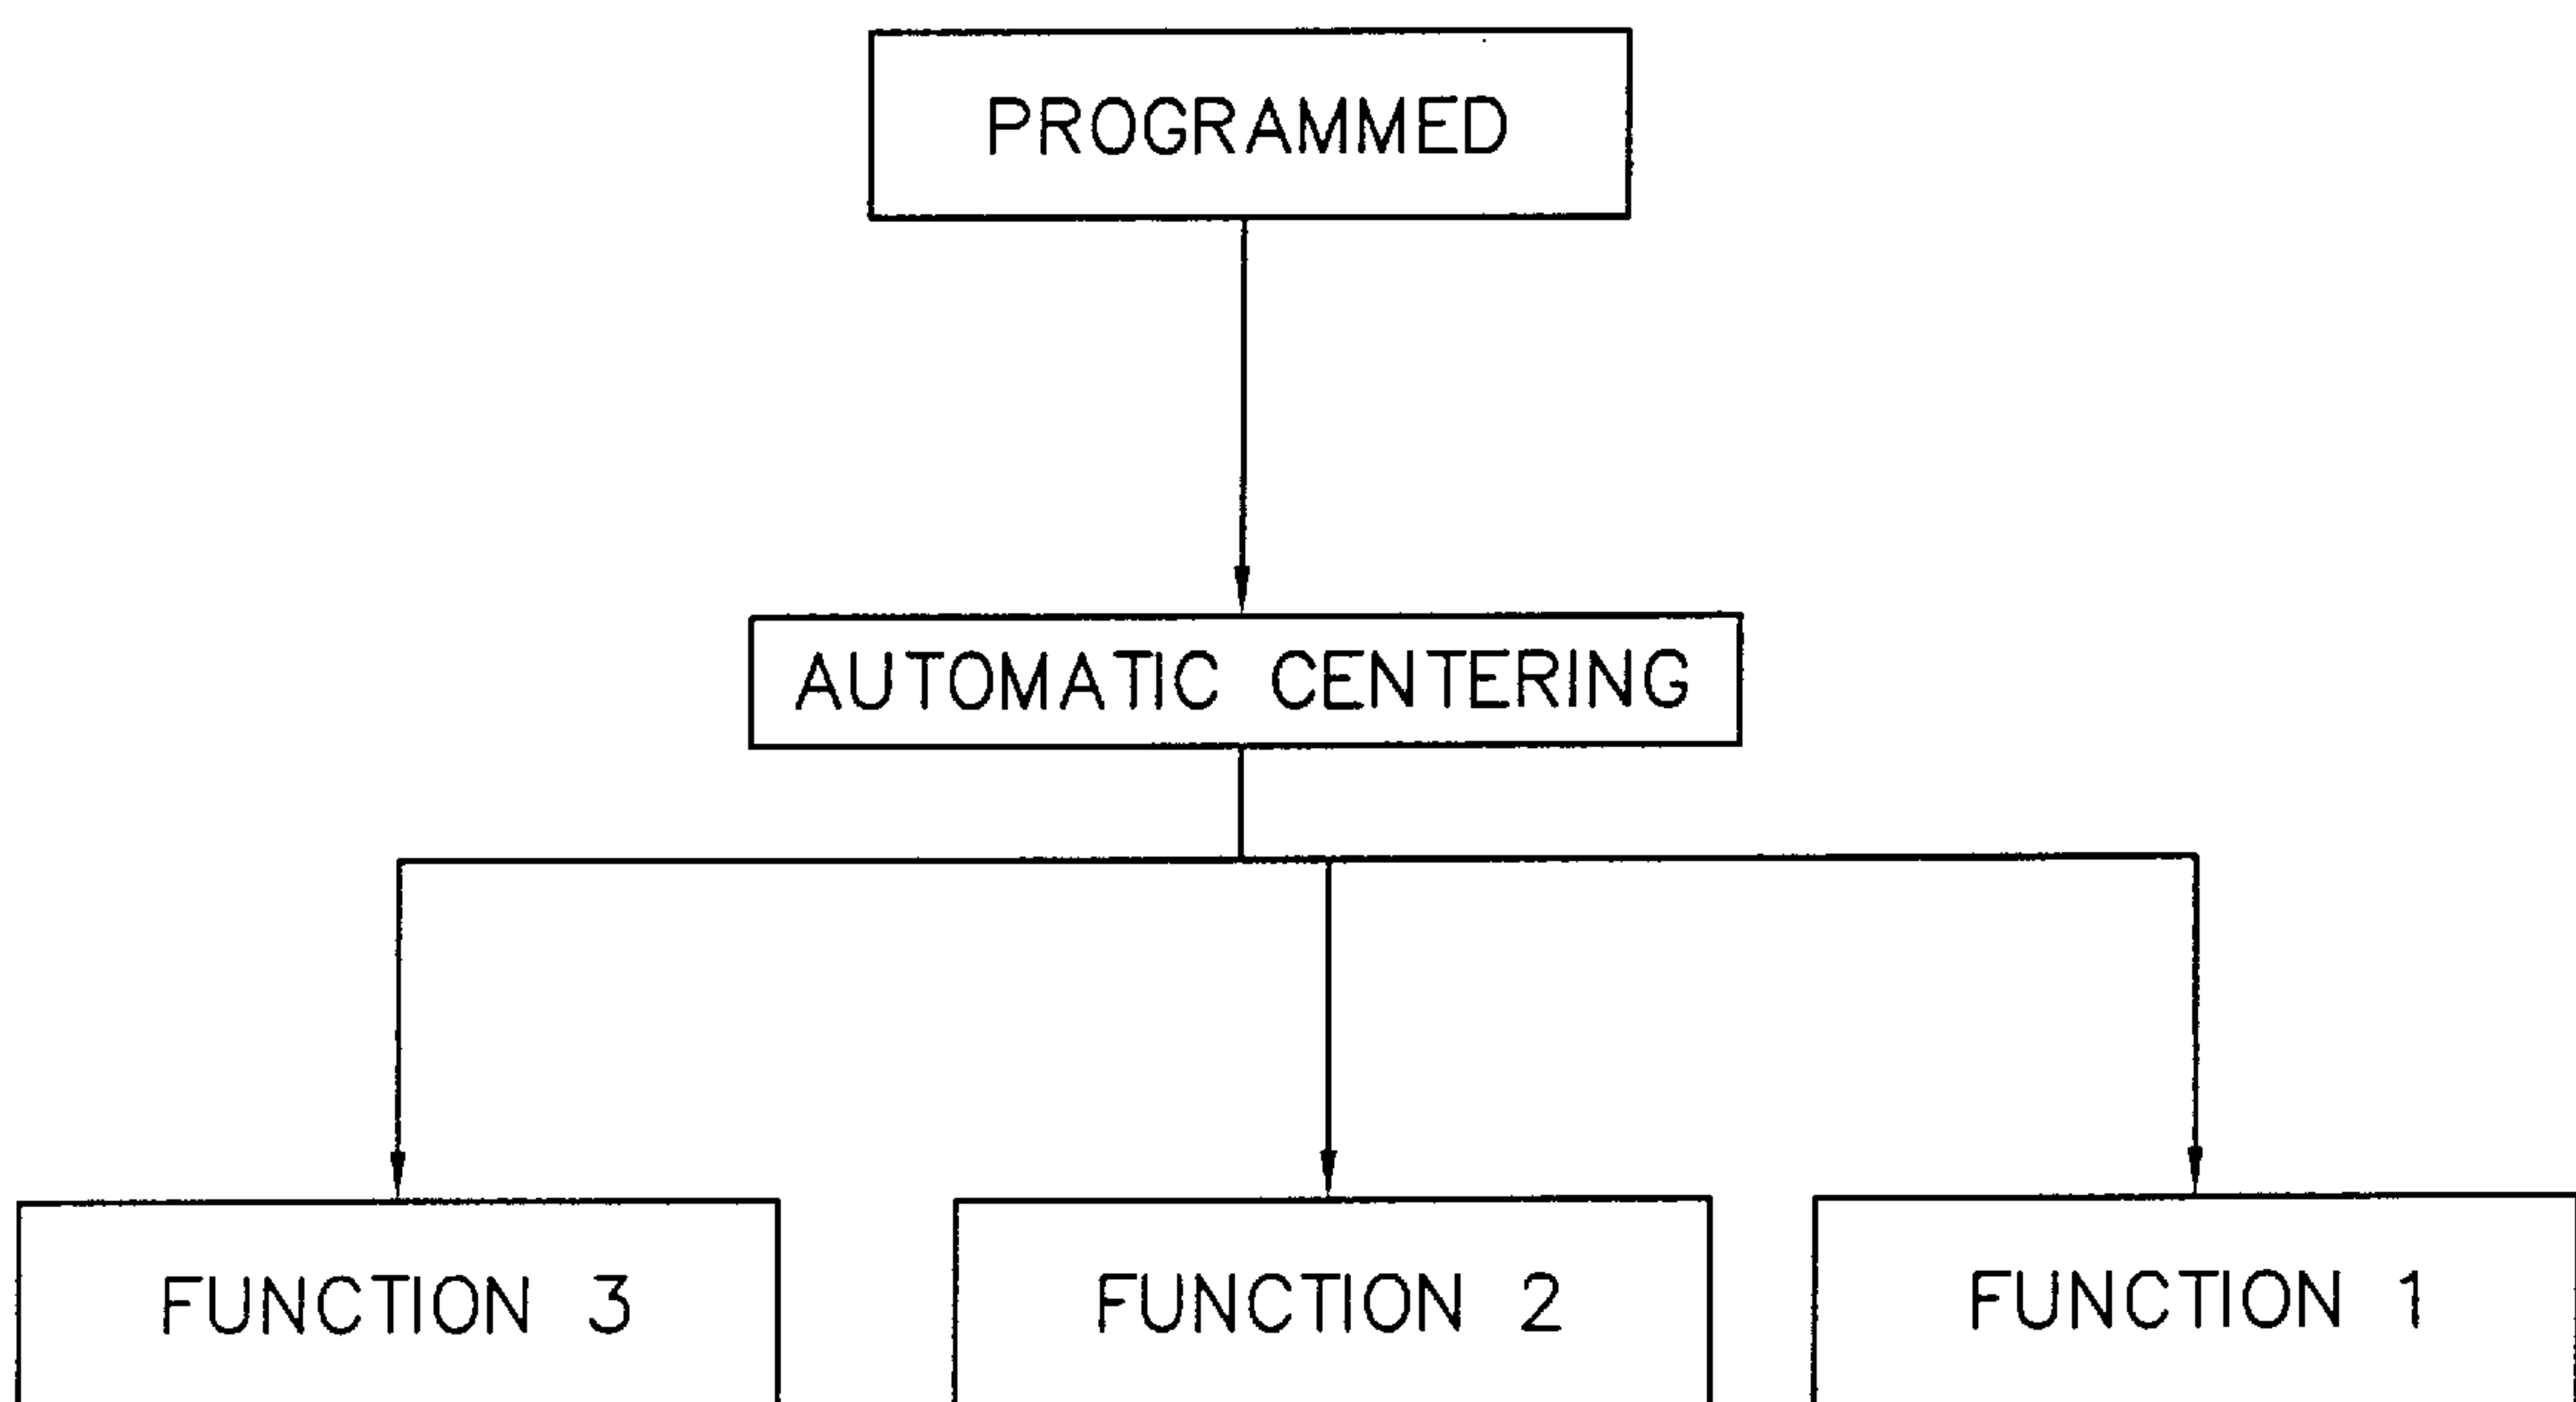 PROGRAMMED
AUTOMATIC CENTERING
FUNCTION 3
FUNCTION 2
FUNCTION 1